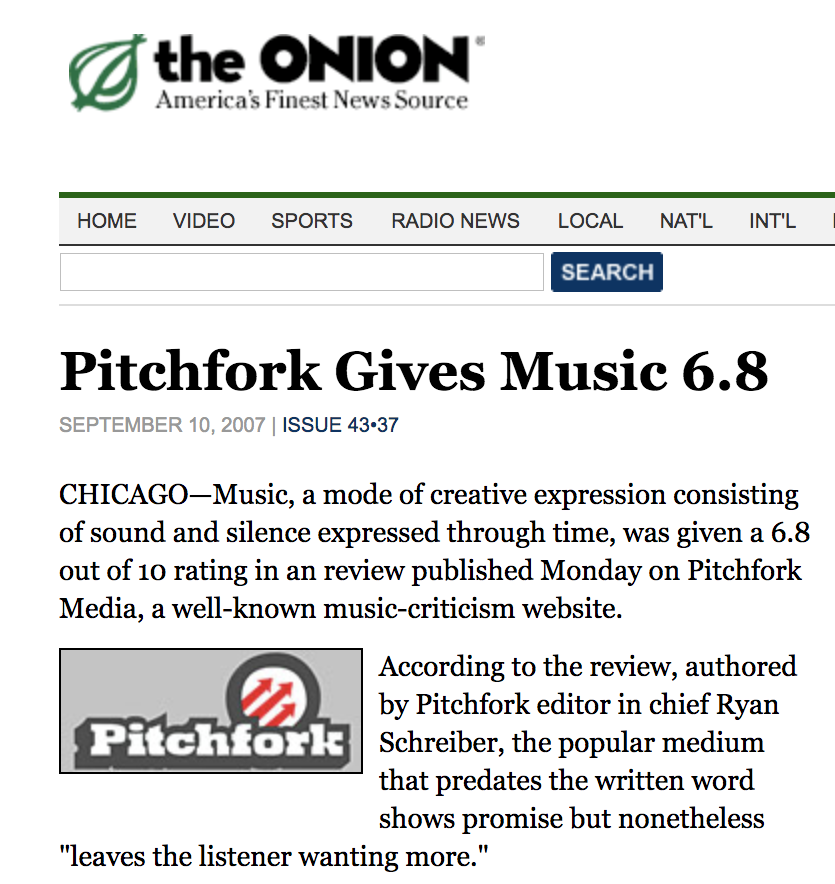 the ONION®
America's Finest News Source
HOME VIDEO SPORTS RADIO NEWS LOCAL NAT'L INT'L
SEARCH
Pitchfork Gives Music 6.8
SEPTEMBER 10, 2007 | ISSUE 43•37
CHICAGO—Music, a mode of creative expression consisting
of sound and silence expressed through time, was given a 6.8
out of 10 rating in an review published Monday on Pitchfork
Media, a well-known music-criticism website.
Pitchfork
According to the review, authored
by Pitchfork editor in chief Ryan
Schreiber, the popular medium
that predates the written word
shows promise but nonetheless
"leaves the listener wanting more."